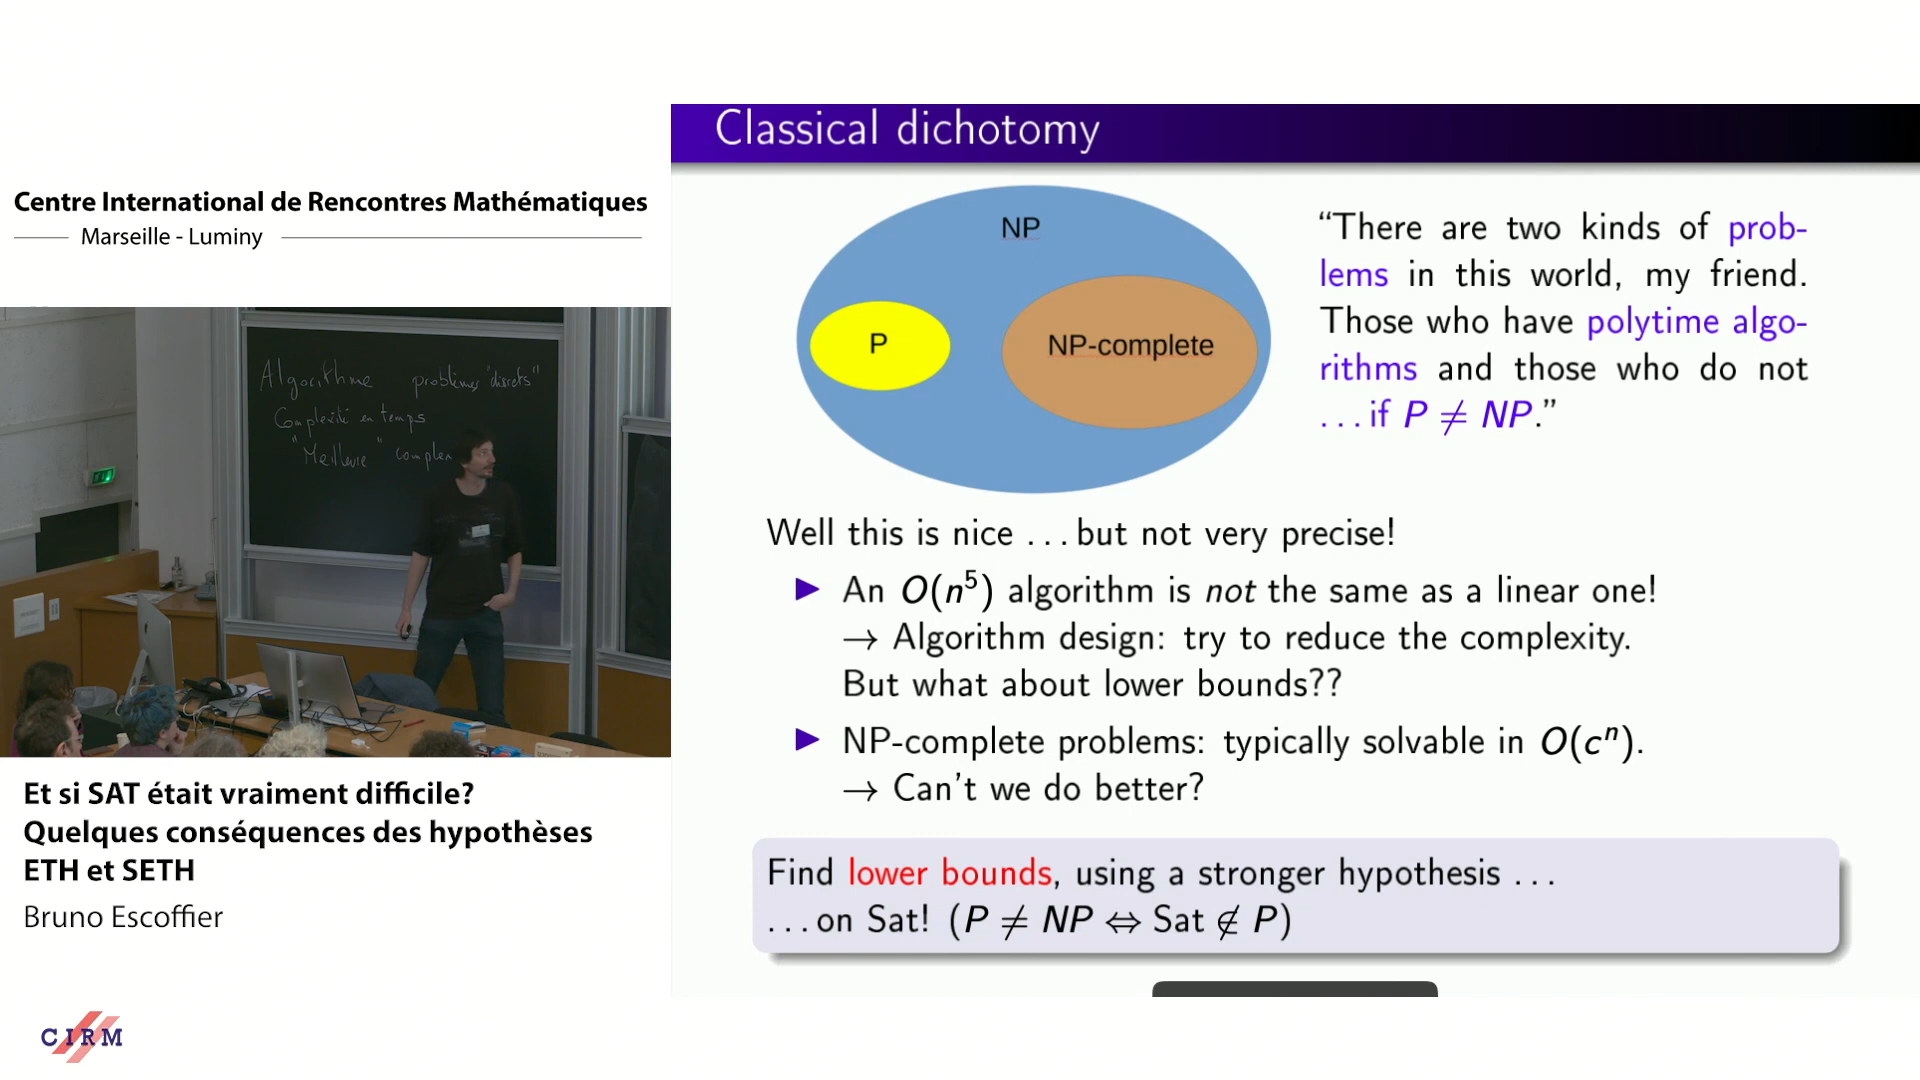 Centre International de Rencontres Mathématiques
Marseille - Luminy
Algorithme problèmes "discrets"
Complexité en temps
"Meilleure" complex
Et si SAT était vraiment difficile?
Quelques conséquences des hypothèses
ETH et SETH
Bruno Escoffier
CIRM
Classical dichotomy
NP
P
NP-complete
“There are two kinds of prob-
lems in this world, my friend.
Those who have polytime algo-
rithms and those who do not
...if P ≠ NP.”
Well this is nice ...but not very precise!
▶ An O(n⁵) algorithm is not the same as a linear one!
→ Algorithm design: try to reduce the complexity.
But what about lower bounds??
▶ NP-complete problems: typically solvable in O(cⁿ).
→ Can't we do better?
Find lower bounds, using a stronger hypothesis ...
...on Sat! (P ≠ NP ⇔ Sat ∉ P)